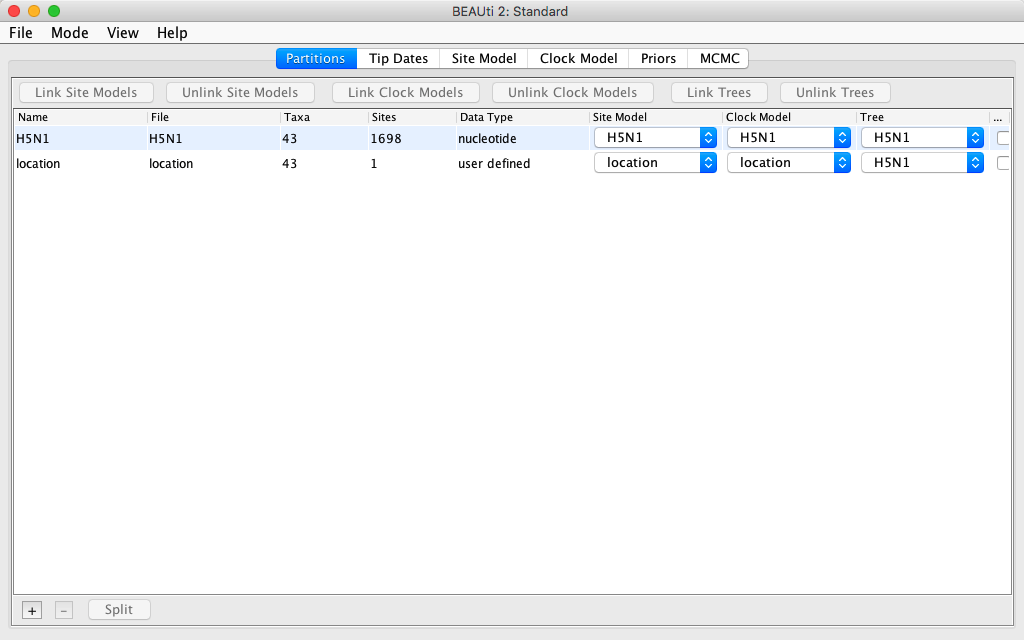 BEAUti 2: Standard
File Mode View Help
Partitions Tip Dates Site Model Clock Model Priors MCMC
Link Site Models Unlink Site Models Link Clock Models Unlink Clock Models Link Trees Unlink Trees
Name File Taxa Sites Data Type Site Model Clock Model Tree ...
H5N1 H5N1 43 1698 nucleotide H5N1 H5N1 H5N1
location location 43 1 user defined location location H5N1
+ – Split